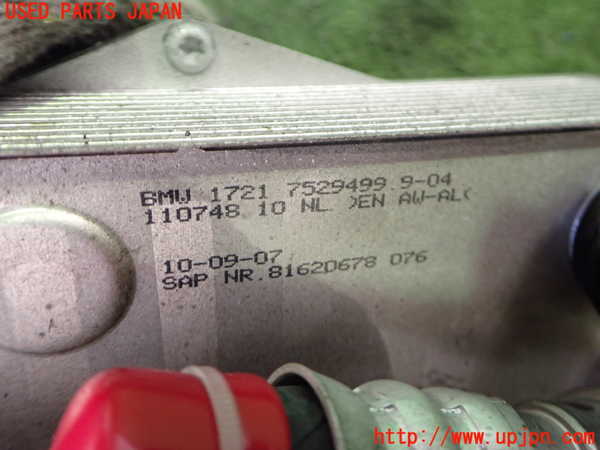 USED PARTS JAPAN
BMW 1721 7529499 9-04
110748 10 NL >EN AW-AL<
10-09-07
SAP NR.81620678 076
http://www.upjpn.com/